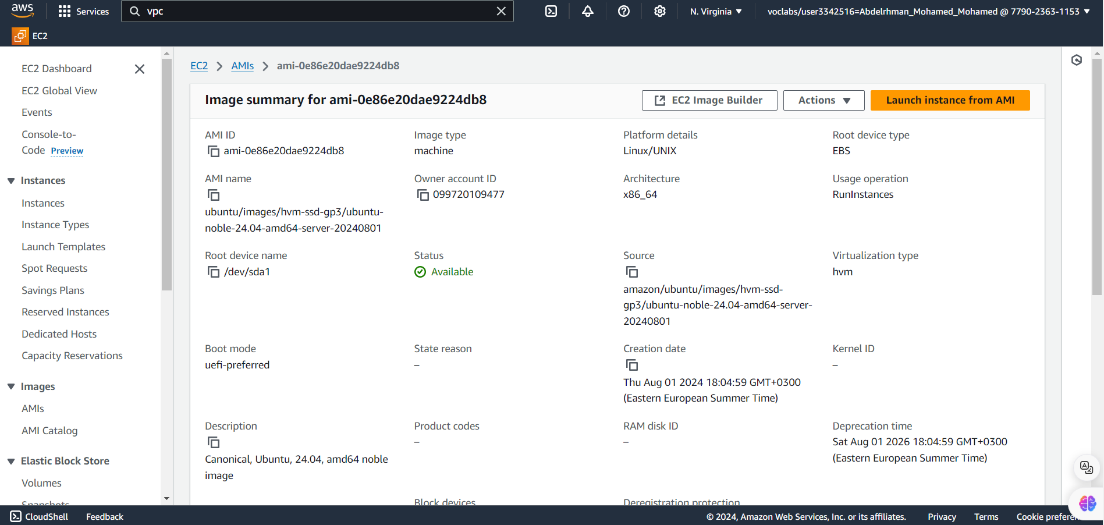 aws
Services
vpc
N. Virginia
voclabs/user3342516=Abdelrhman_Mohamed_Mohamed @ 7790-2363-1153
EC2
EC2 Dashboard
EC2 Global View
Events
Console-to-
Code Preview
Instances
Instances
Instance Types
Launch Templates
Spot Requests
Savings Plans
Reserved Instances
Dedicated Hosts
Capacity Reservations
Images
AMIs
AMI Catalog
Elastic Block Store
Volumes
Snapshots
EC2 > AMIs > ami-0e86e20dae9224db8
Image summary for ami-0e86e20dae9224db8
EC2 Image Builder
Actions
Launch instance from AMI
AMI ID
ami-0e86e20dae9224db8
Image type
machine
Platform details
Linux/UNIX
Root device type
EBS
AMI name
ubuntu/images/hvm-ssd-gp3/ubuntu-
noble-24.04-amd64-server-20240801
Owner account ID
099720109477
Architecture
x86_64
Usage operation
RunInstances
Root device name
/dev/sda1
Status
Available
Source
amazon/ubuntu/images/hvm-ssd-
gp3/ubuntu-noble-24.04-amd64-server-
20240801
Virtualization type
hvm
Boot mode
uefi-preferred
State reason
–
Creation date
Thu Aug 01 2024 18:04:59 GMT+0300
(Eastern European Summer Time)
Kernel ID
–
Description
Canonical, Ubuntu, 24.04, amd64 noble
image
Product codes
–
RAM disk ID
–
Deprecation time
Sat Aug 01 2026 18:04:59 GMT+0300
(Eastern European Summer Time)
Block devices
Deregistration protection
CloudShell
Feedback
© 2024, Amazon Web Services, Inc. or its affiliates.
Privacy
Terms
Cookie